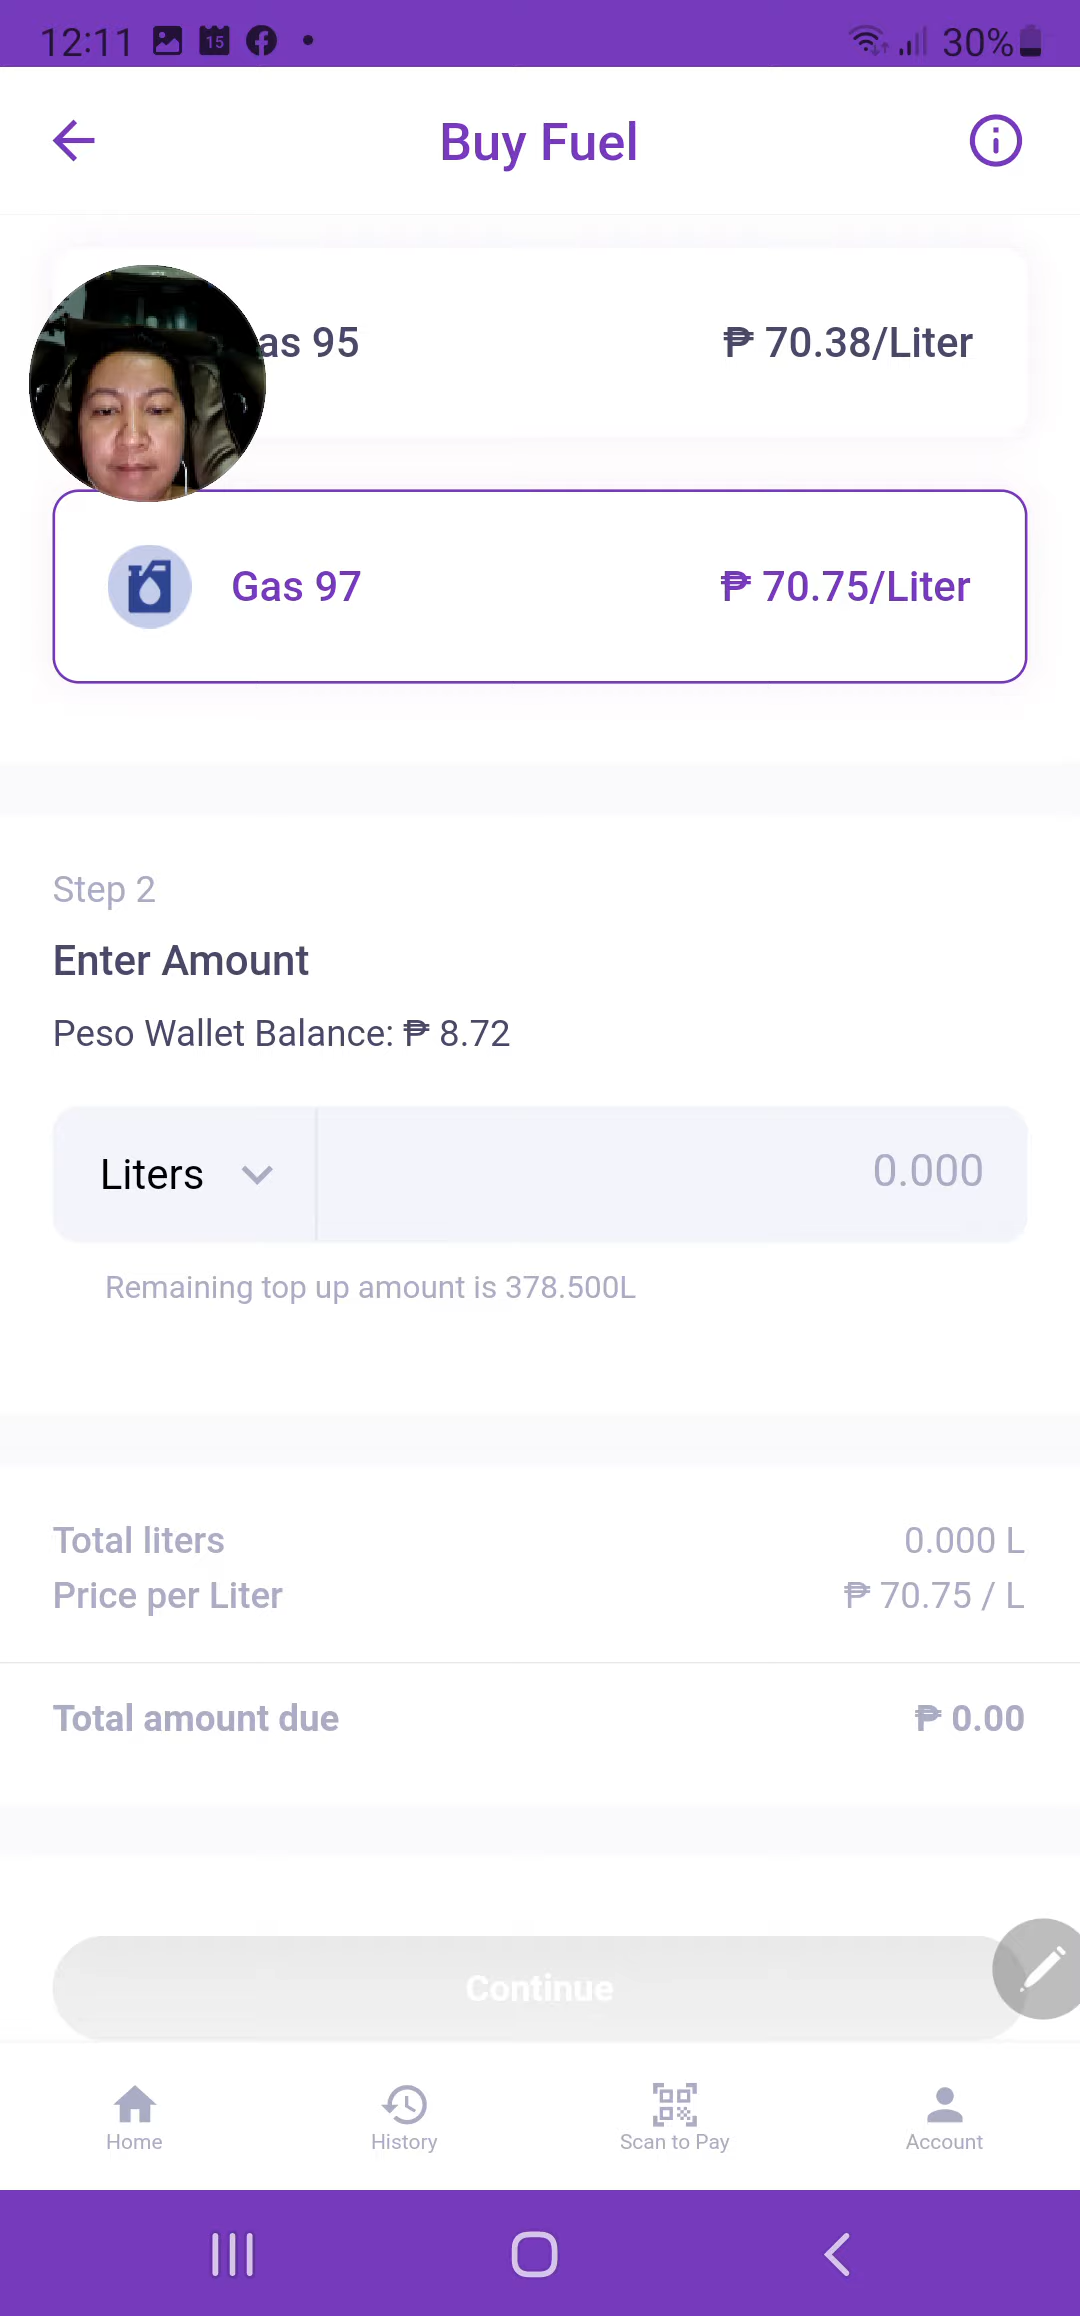 12:11 15 30%
Buy Fuel
as 95 ₱ 70.38/Liter
Gas 97 ₱ 70.75/Liter
Step 2
Enter Amount
Peso Wallet Balance: ₱ 8.72
Liters 0.000
Remaining top up amount is 378.500L
Total liters 0.000 L
Price per Liter ₱ 70.75 / L
Total amount due ₱ 0.00
Continue
Home History Scan to Pay Account